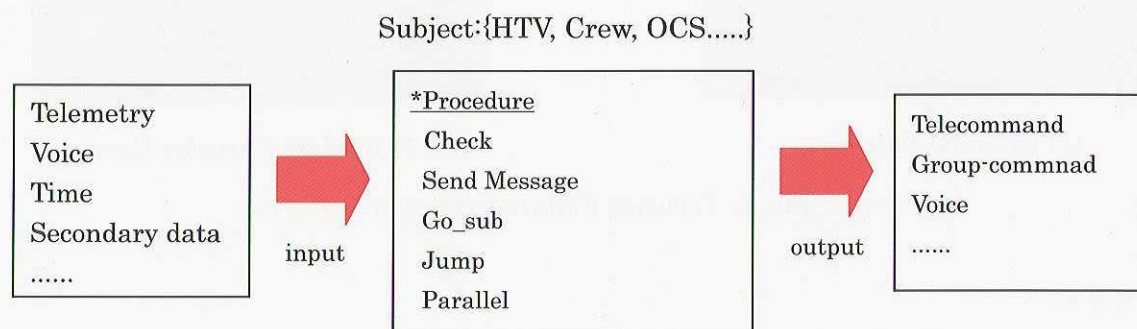 Subject:{HTV, Crew, OCS.....}
Telemetry
Voice
Time
Secondary data
......
input
*Procedure
Check
Send Message
Go_sub
Jump
Parallel
output
Telecommand
Group-commnad
Voice
......